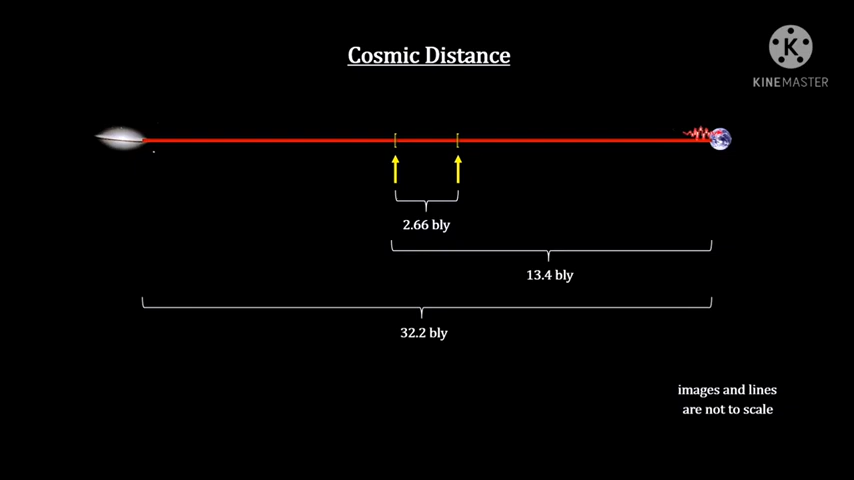 Cosmic Distance
K
KINEMASTER
2.66 bly
13.4 bly
32.2 bly
images and lines
are not to scale